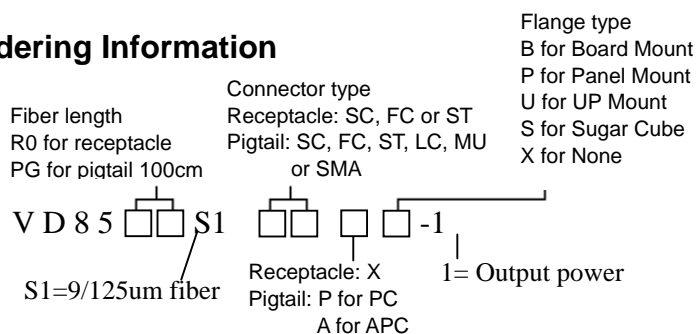 dering Information
Flange type
B for Board Mount
P for Panel Mount
U for UP Mount
S for Sugar Cube
X for None
Connector type
Receptacle: SC, FC or ST
Pigtail: SC, FC, ST, LC, MU
or SMA
Fiber length
R0 for receptacle
PG for pigtail 100cm
V D 8 5 □□ S1 □□ □ □ -1
S1=9/125um fiber
Receptacle: X
Pigtail: P for PC
A for APC
1= Output power